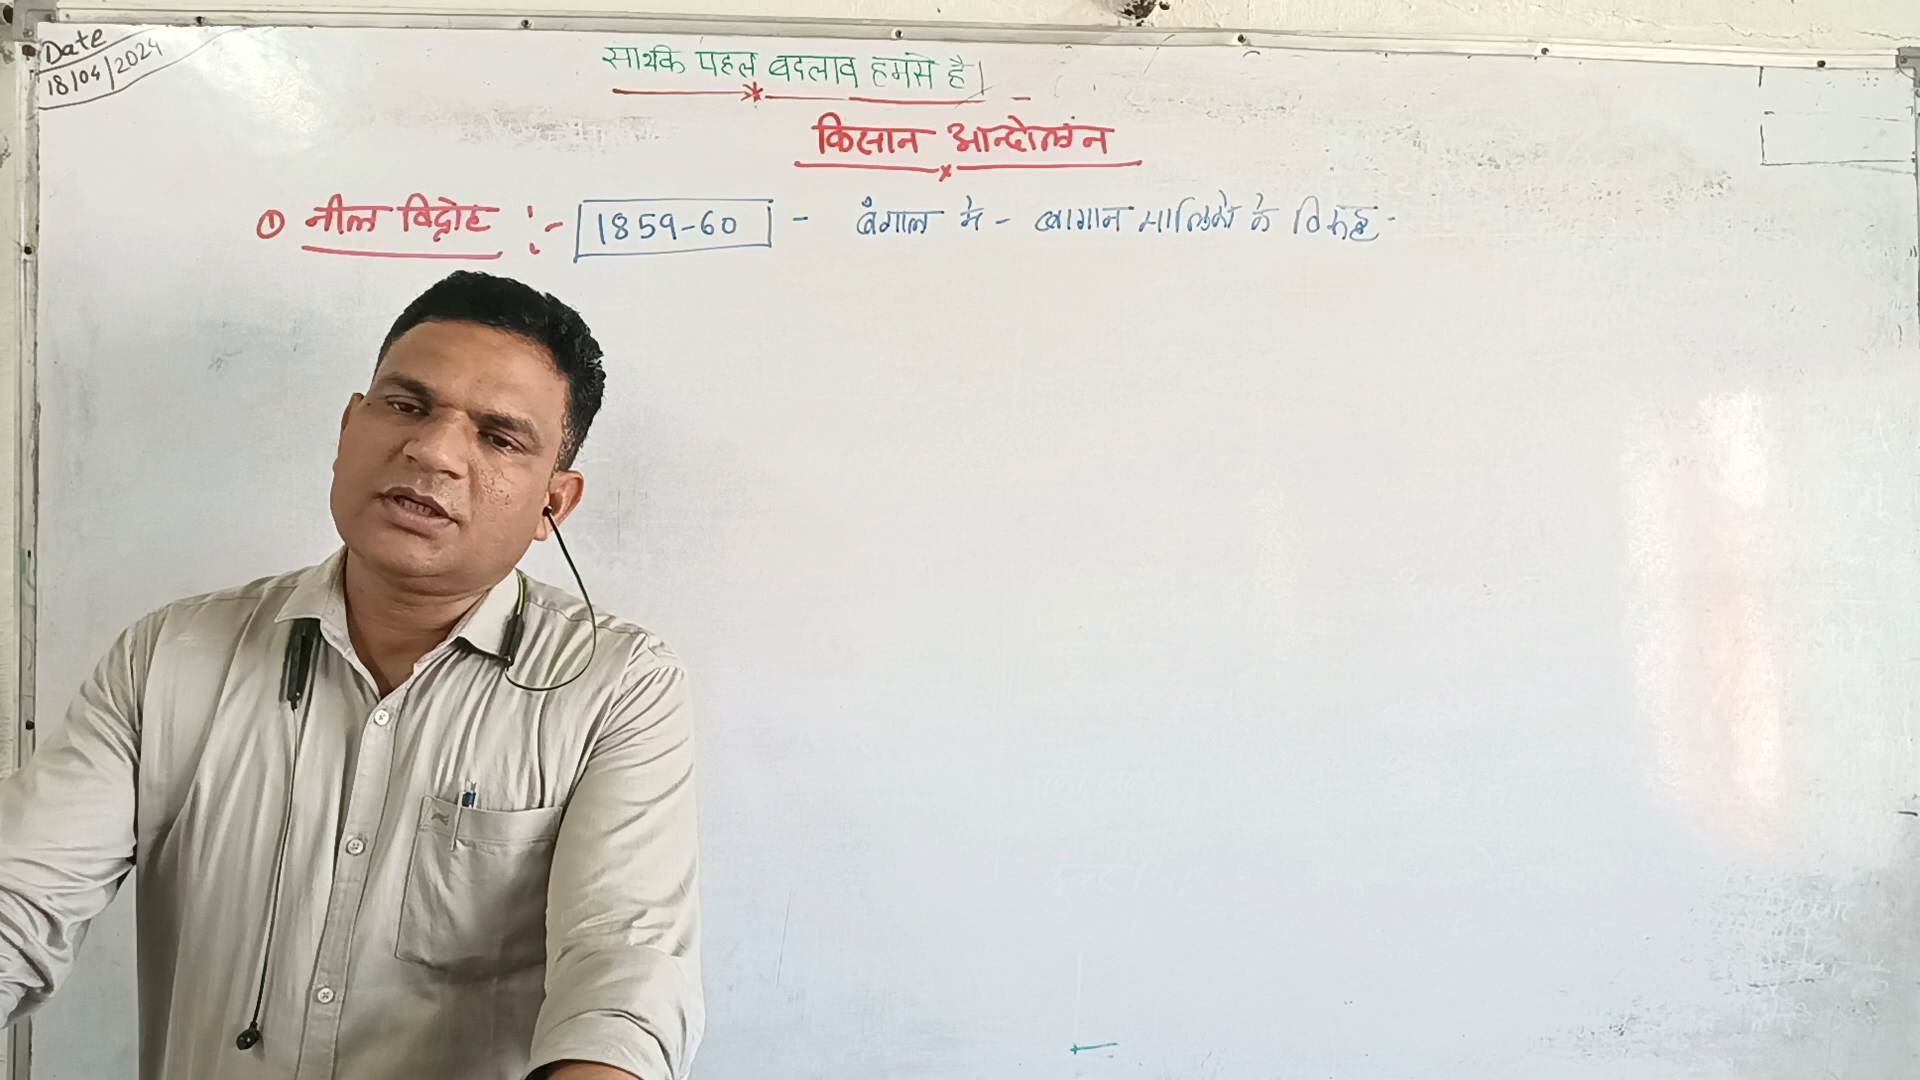 Date
18/04/2024
सार्थक पहल बदलाव हमसे है।
किसान आन्दोलन
① नील विद्रोह :- 1859-60 - बंगाल में - बागान मालिको के विरुद्ध -